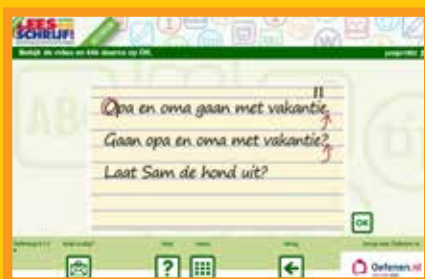 LEES
SCHRIJF!
Bekijk de video en klik daarna op OK.
Opa en oma gaan met vakantie.
Gaan opa en oma met vakantie?
Laat Sam de hond uit?
OK
?
Oefenen.nl